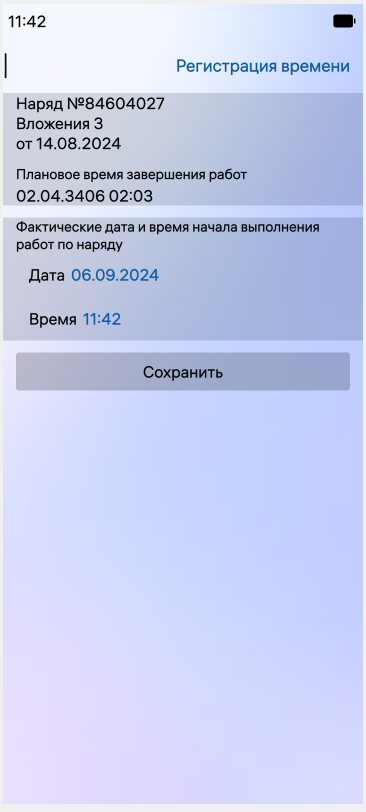 11:42
Регистрация времени
Наряд №84604027
Вложения 3
от 14.08.2024
Плановое время завершения работ
02.04.3406 02:03
Фактические дата и время начала выполнения
работ по наряду
Дата 06.09.2024
Время 11:42
Сохранить